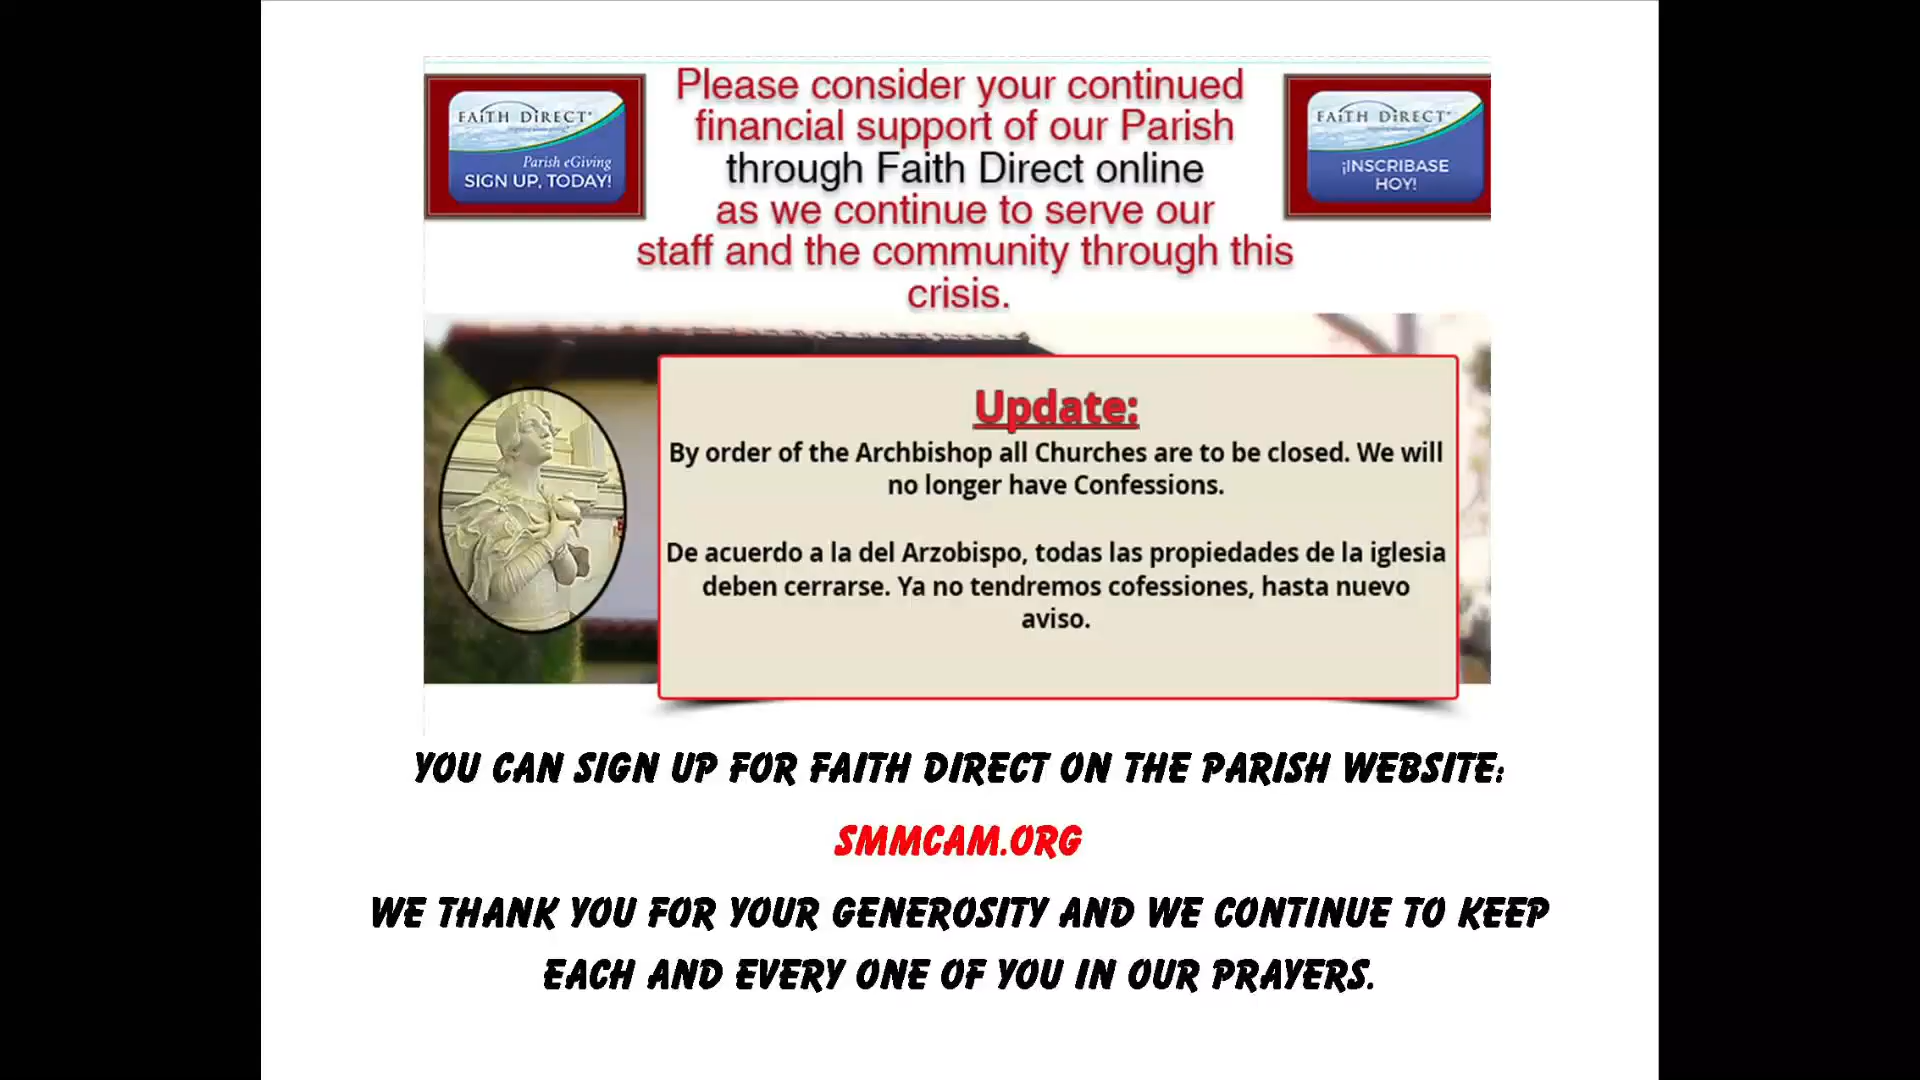 FAITH DIRECT
Parish eGiving
SIGN UP, TODAY!
Please consider your continued
financial support of our Parish
through Faith Direct online
as we continue to serve our
staff and the community through this
crisis.
FAITH DIRECT
¡INSCRIBASE
HOY!
Update:
By order of the Archbishop all Churches are to be closed. We will
no longer have Confessions.
De acuerdo a la del Arzobispo, todas las propiedades de la iglesia
deben cerrarse. Ya no tendremos cofessiones, hasta nuevo
aviso.
YOU CAN SIGN UP FOR FAITH DIRECT ON THE PARISH WEBSITE:
SMMCAM.ORG
WE THANK YOU FOR YOUR GENEROSITY AND WE CONTINUE TO KEEP
EACH AND EVERY ONE OF YOU IN OUR PRAYERS.